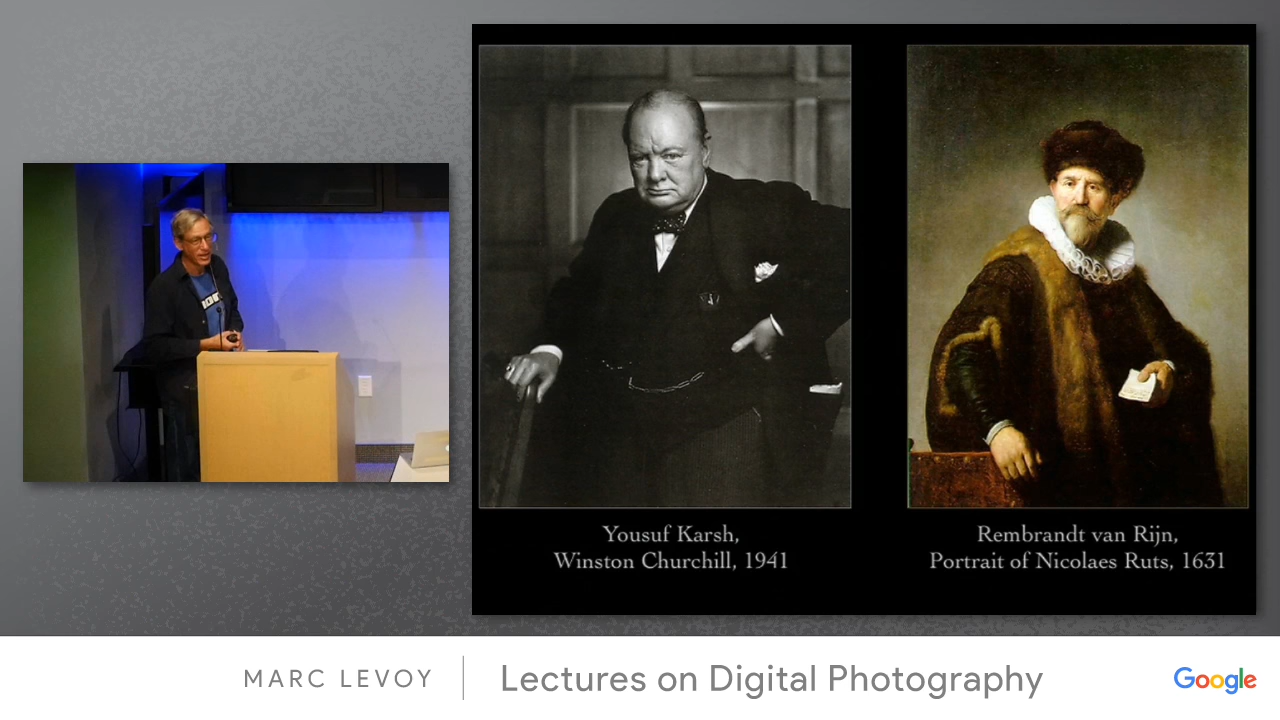 Yousuf Karsh,
Winston Churchill, 1941
Rembrandt van Rijn,
Portrait of Nicolaes Ruts, 1631
MARC LEVOY
Lectures on Digital Photography
Google